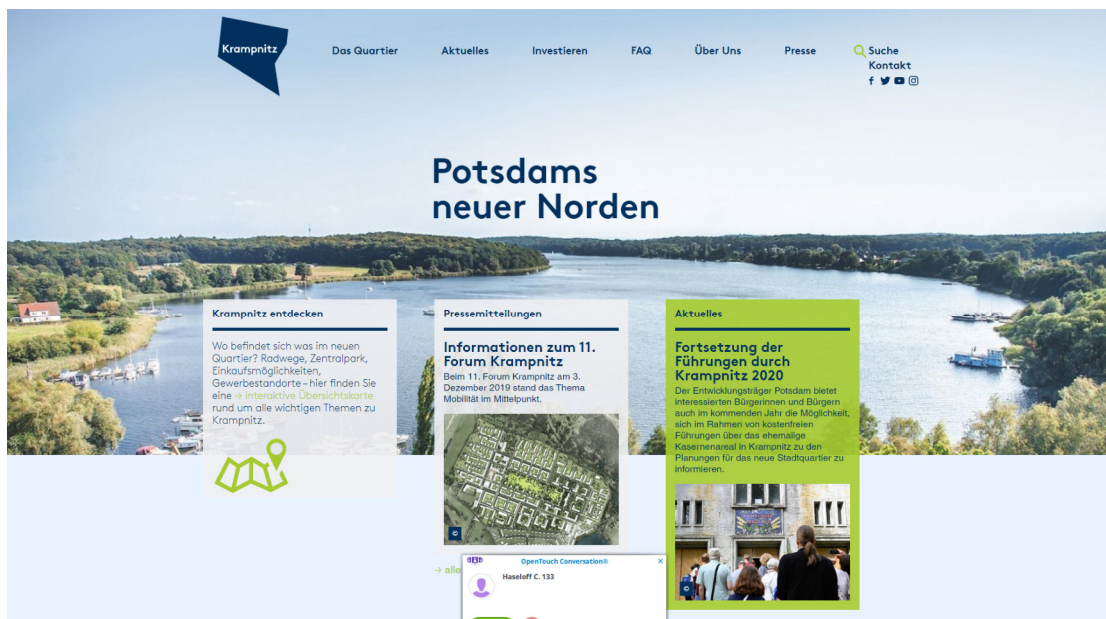 Krampnitz
Das Quartier
Aktuelles
Investieren
FAQ
Über Uns
Presse
Suche
Kontakt
Potsdams
neuer Norden
Krampnitz entdecken
Wo befindet sich was im neuen
Quartier? Radwege, Zentralpark,
Einkaufsmöglichkeiten,
Gewerbestandorte – hier finden Sie
eine → interaktive Übersichtskarte
rund um alle wichtigen Themen zu
Krampnitz.
Pressemitteilungen
Informationen zum 11.
Forum Krampnitz
Beim 11. Forum Krampnitz am 3.
Dezember 2019 stand das Thema
Mobilität im Mittelpunkt.
©
→ alle
Aktuelles
Fortsetzung der
Führungen durch
Krampnitz 2020
Der Entwicklungsträger Potsdam bietet
interessierten Bürgerinnen und Bürgern
auch im kommenden Jahr die Möglichkeit,
sich im Rahmen von kostenfreien
Führungen über das ehemalige
Kasernenareal in Krampnitz zu den
Planungen für das neue Stadtquartier zu
informieren.
©
OpenTouch Conversation®
Haseloff C. 133